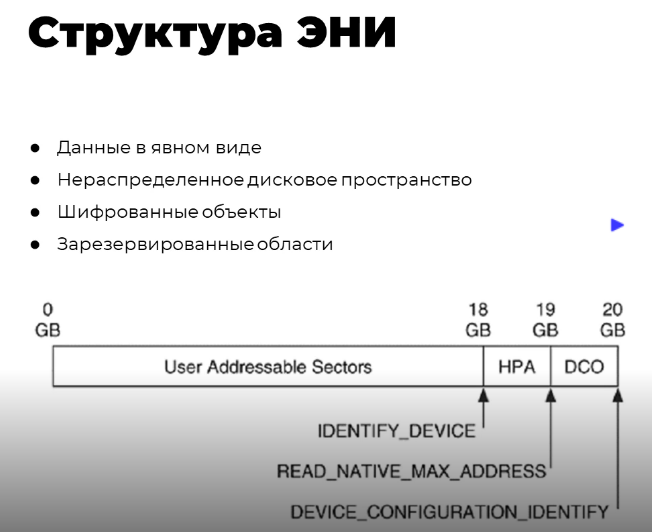 Структура ЭНИ
Данные в явном виде
Нераспределенное дисковое пространство
Шифрованные объекты
Зарезервированные области
0 18 19 20
GB GB GB GB
User Addressable Sectors HPA DCO
IDENTIFY_DEVICE
READ_NATIVE_MAX_ADDRESS
DEVICE_CONFIGURATION_IDENTIFY